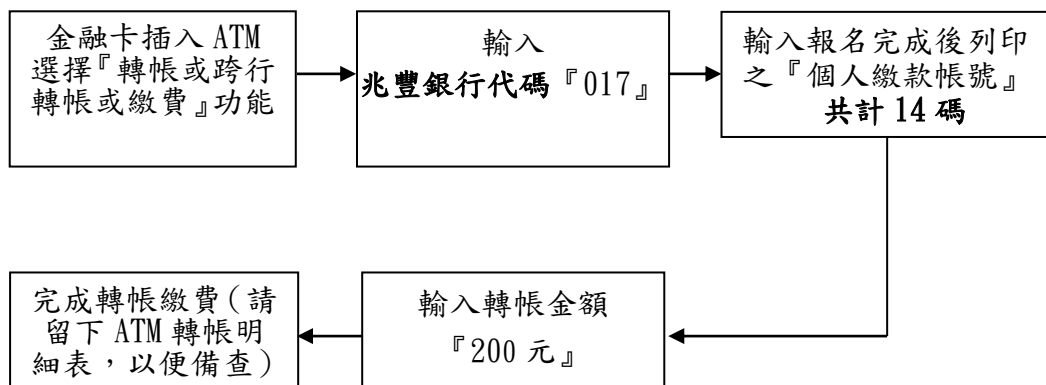 金融卡插入 ATM
選擇『轉帳或跨行
轉帳或繳費』功能
輸入
兆豐銀行代碼『017』
輸入報名完成後列印
之『個人繳款帳號』
共計 14 碼
輸入轉帳金額
『200 元』
完成轉帳繳費(請
留下 ATM 轉帳明
細表,以便備查)